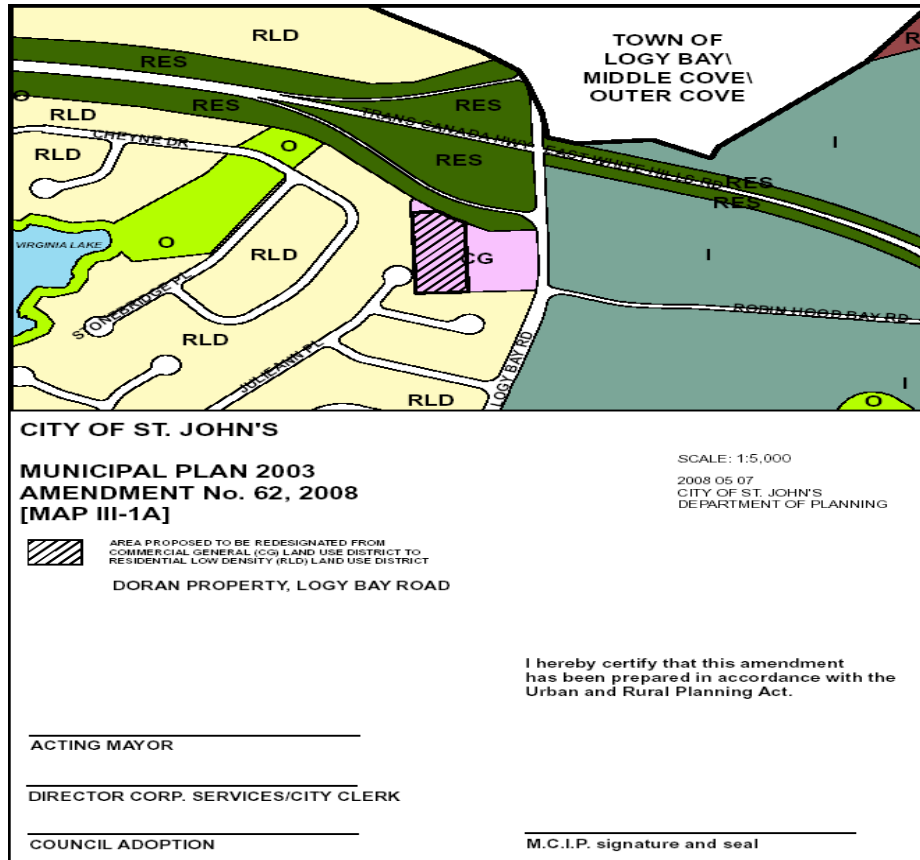 RLD
TOWN OF
LOGY BAY\
MIDDLE COVE\
OUTER COVE
R
RES
O
RES
RES
TRANS CANADA HWY - EAST WHITE HILLS RD
RLD
CHEYNE DR
RLD
O
RES
I
RES
RES
VIRGINIA LAKE
O
RLD
CG
I
STONEBRIDGE PL
ROBIN HOOD BAY RD
RLD
JULIEANN PL
LOGY BAY RD
RLD
I
O
CITY OF ST. JOHN'S
MUNICIPAL PLAN 2003
AMENDMENT No. 62, 2008
[MAP III-1A]
SCALE: 1:5,000
2008 05 07
CITY OF ST. JOHN'S
DEPARTMENT OF PLANNING
AREA PROPOSED TO BE REDESIGNATED FROM
COMMERCIAL GENERAL (CG) LAND USE DISTRICT TO
RESIDENTIAL LOW DENSITY (RLD) LAND USE DISTRICT
DORAN PROPERTY, LOGY BAY ROAD
I hereby certify that this amendment
has been prepared in accordance with the
Urban and Rural Planning Act.
ACTING MAYOR
DIRECTOR CORP. SERVICES/CITY CLERK
COUNCIL ADOPTION
M.C.I.P. signature and seal